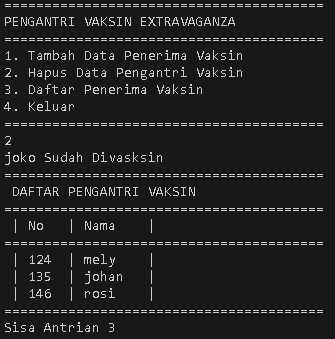 ========================================
PENGANTRI VAKSIN EXTRAVAGANZA
========================================
1. Tambah Data Penerima Vaksin
2. Hapus Data Pengantri Vaksin
3. Daftar Penerima Vaksin
4. Keluar
========================================
2
joko Sudah Divasksin
========================================
DAFTAR PENGANTRI VAKSIN
========================================
| No | Nama |
========================================
| 124 | mely |
| 135 | johan |
| 146 | rosi |
========================================
Sisa Antrian 3